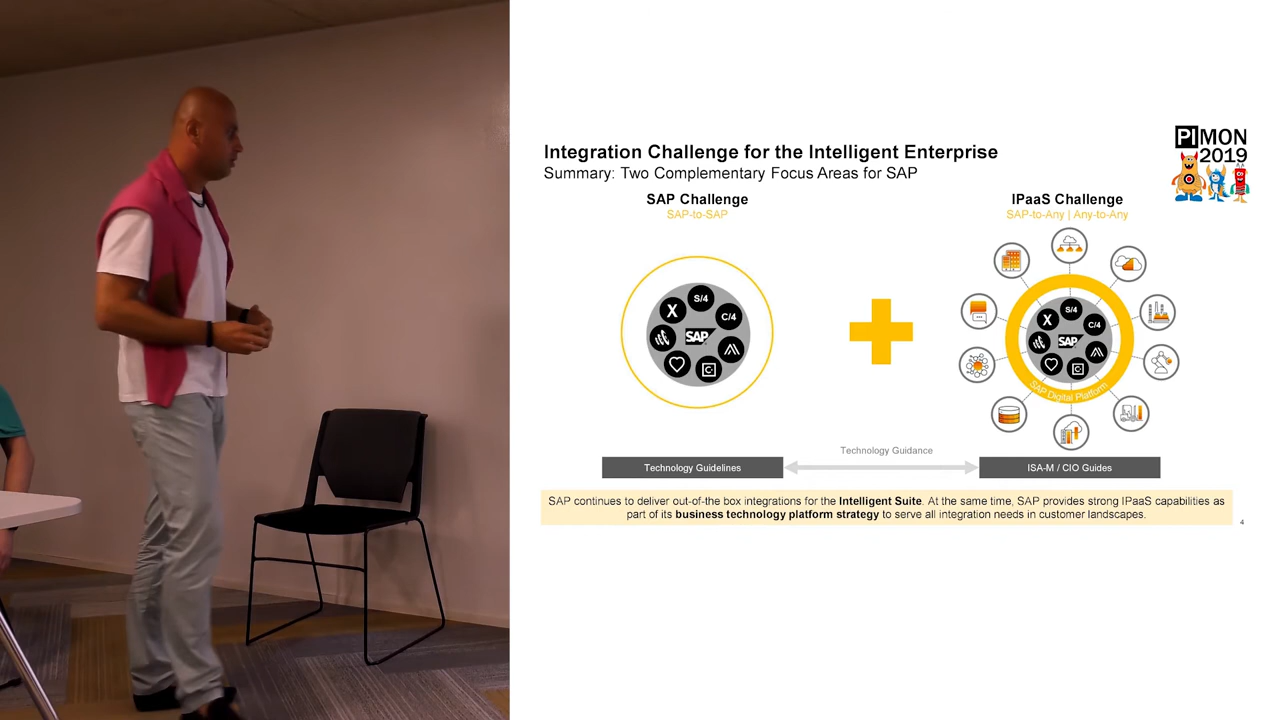 Integration Challenge for the Intelligent Enterprise
Summary: Two Complementary Focus Areas for SAP
PIMON
2019
SAP Challenge
SAP-to-SAP
S/4
X
C/4
SAP
C
IPaaS Challenge
SAP-to-Any | Any-to-Any
S/4
X
C/4
SAP
C
SAP Digital Platform
Technology Guidelines
Technology Guidance
ISA-M / CIO Guides
SAP continues to deliver out-of-the box integrations for the Intelligent Suite. At the same time, SAP provides strong IPaaS capabilities as
part of its business technology platform strategy to serve all integration needs in customer landscapes.
4